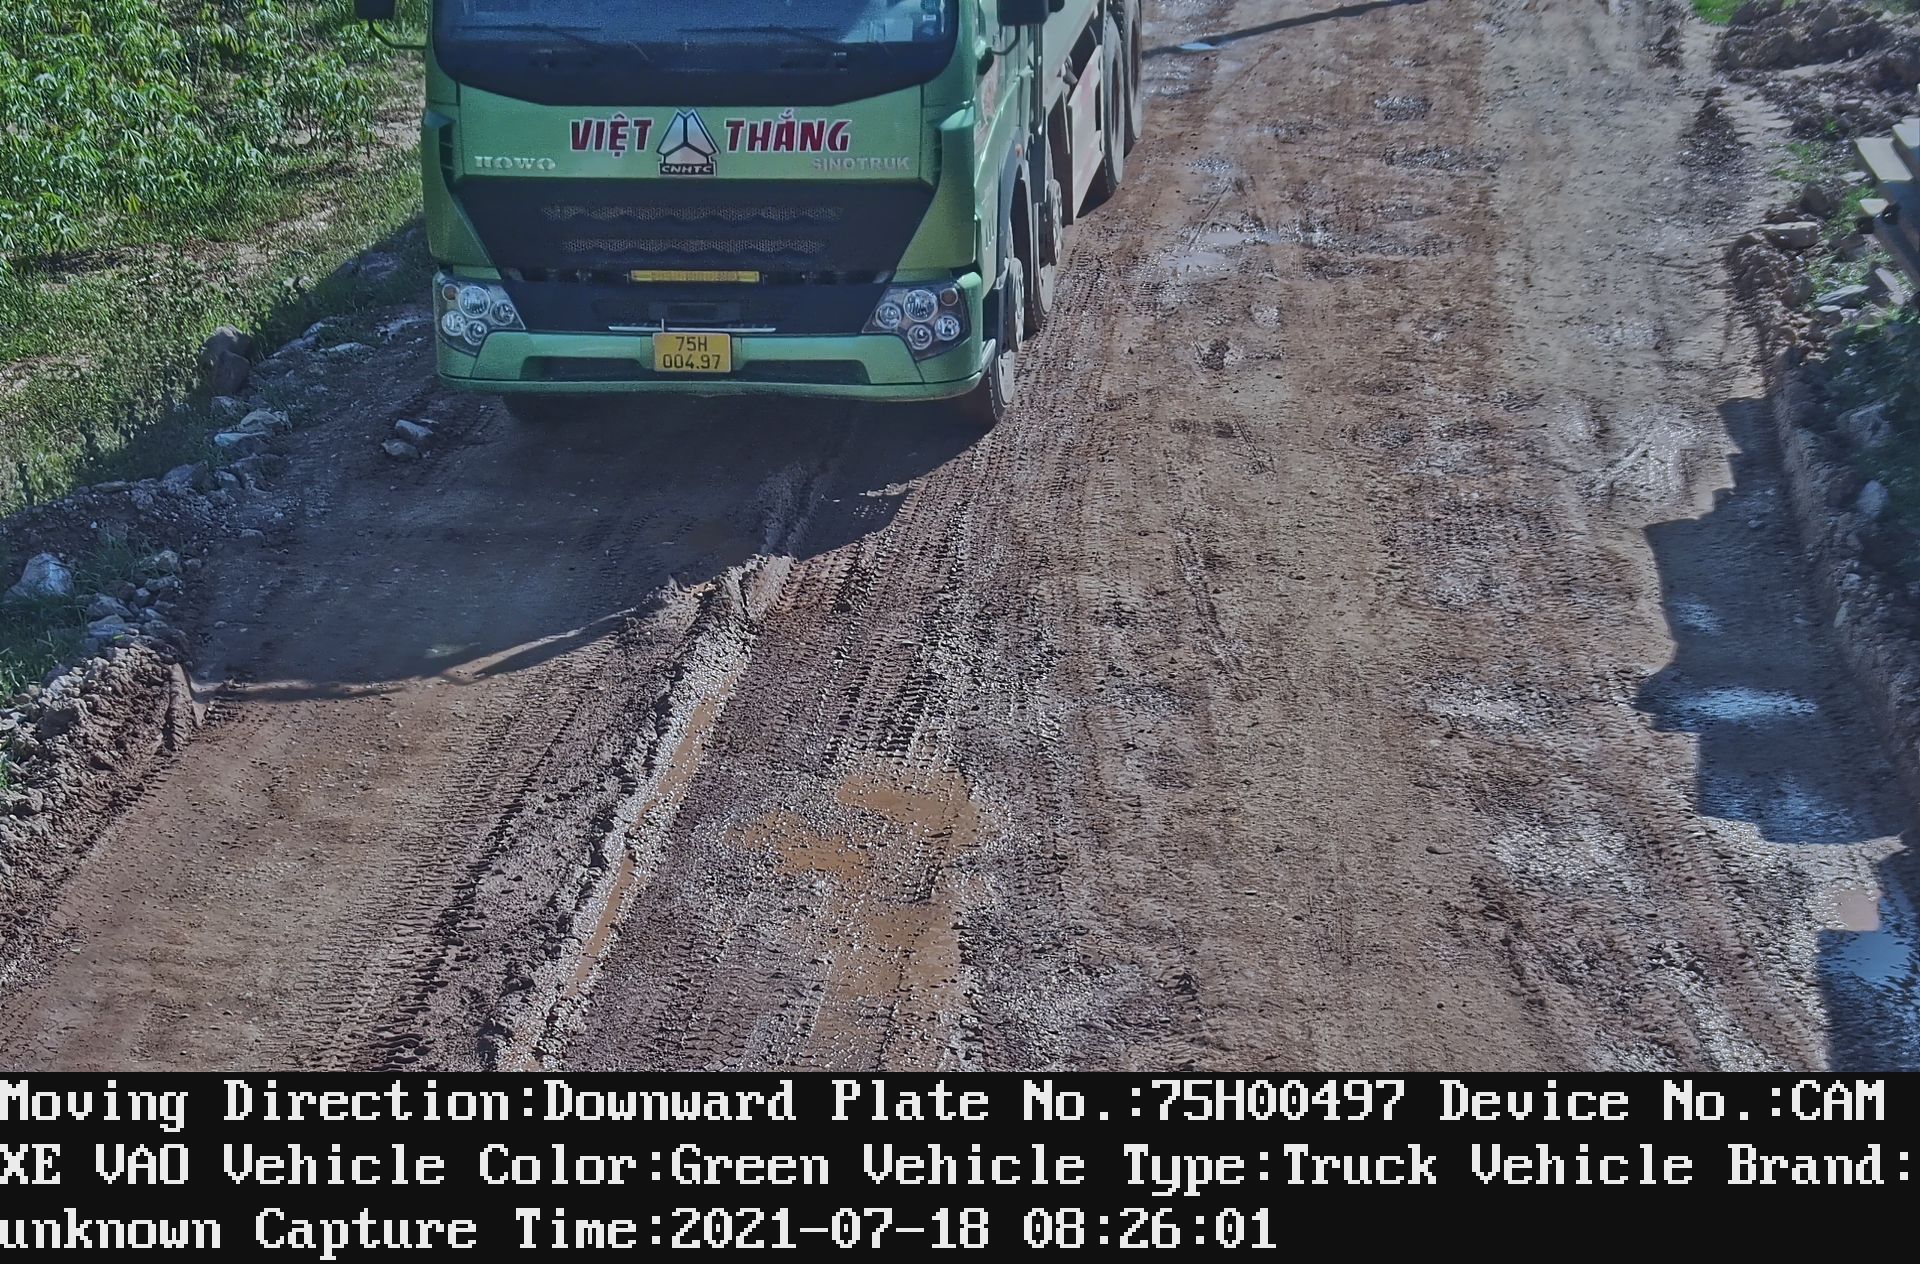 VIỆT THẮNG
HOWO
CNHTC
SINOTRUK
75H
004.97
Moving Direction:Downward Plate No.:75H00497 Device No.:CAM
XE VAO Vehicle Color:Green Vehicle Type:Truck Vehicle Brand:
unknown Capture Time:2021-07-18 08:26:01